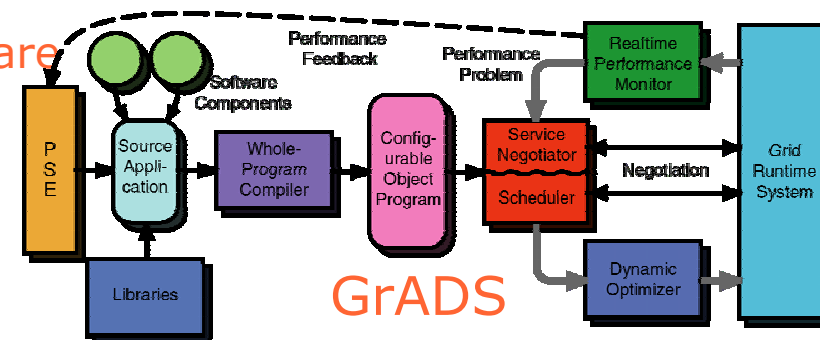 are
Performance
Feedback
Performance
Problem
Realtime
Performance
Monitor
Software
Components
P
S
E
Source
Appli-
cation
Whole-
Program
Compiler
Config-
urable
Object
Program
Service
Negotiator
Scheduler
Negotiation
Grid
Runtime
System
Libraries
GrADS
Dynamic
Optimizer